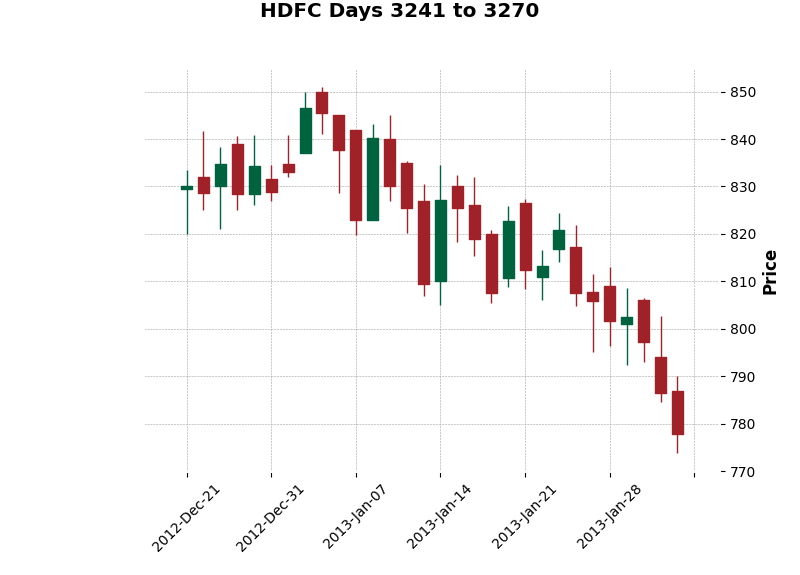 HDFC Days 3241 to 3270
850
840
830
820
810
800
790
780
770
Price
2012-Dec-21
2012-Dec-31
2013-Jan-07
2013-Jan-14
2013-Jan-21
2013-Jan-28